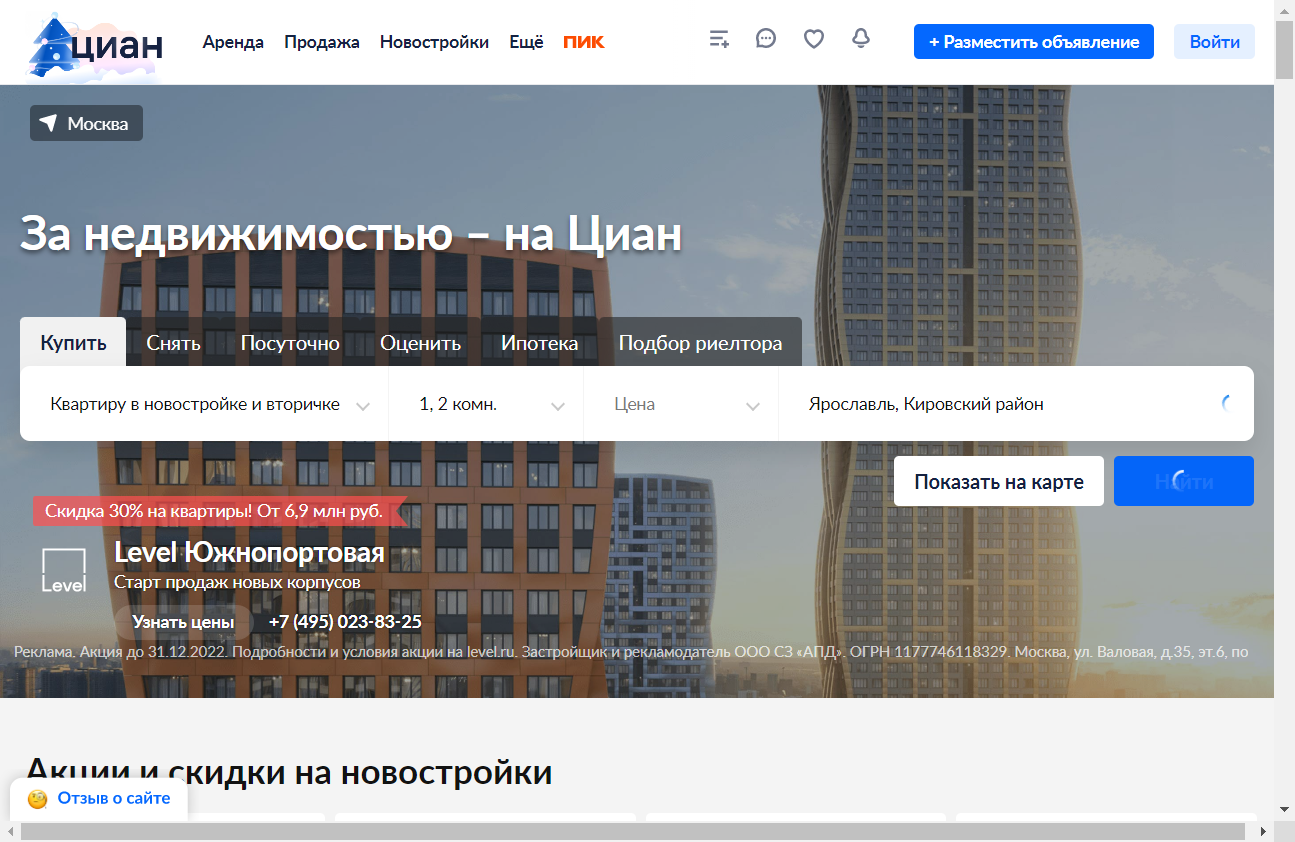 циан
Аренда Продажа Новостройки Ещё ПИК
+ Разместить объявление
Войти
Москва
За недвижимостью – на Циан
Купить Снять Посуточно Оценить Ипотека Подбор риелтора
Квартиру в новостройке и вторичке 1, 2 комн. Цена Ярославль, Кировский район
Показать на карте Найти
Скидка 30% на квартиры! От 6,9 млн руб.
Level
Level Южнопортовая
Старт продаж новых корпусов
Узнать цены +7 (495) 023-83-25
Реклама. Акция до 31.12.2022. Подробности и условия акции на level.ru. Застройщик и рекламодатель ООО СЗ «АПД». ОГРН 1177746118329. Москва, ул. Валовая, д.35, эт.6, по
Акции и скидки на новостройки
Отзыв о сайте